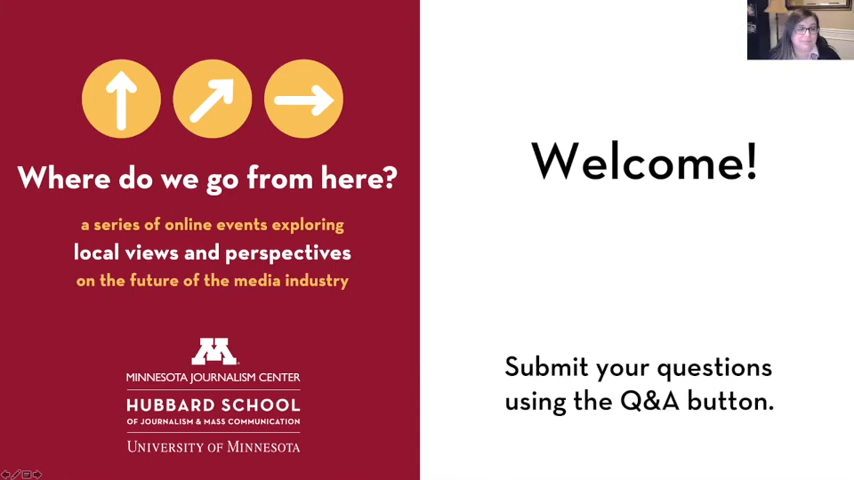 Where do we go from here?
a series of online events exploring
local views and perspectives
on the future of the media industry
MINNESOTA JOURNALISM CENTER
HUBBARD SCHOOL
OF JOURNALISM & MASS COMMUNICATION
UNIVERSITY OF MINNESOTA
Welcome!
Submit your questions
using the Q&A button.